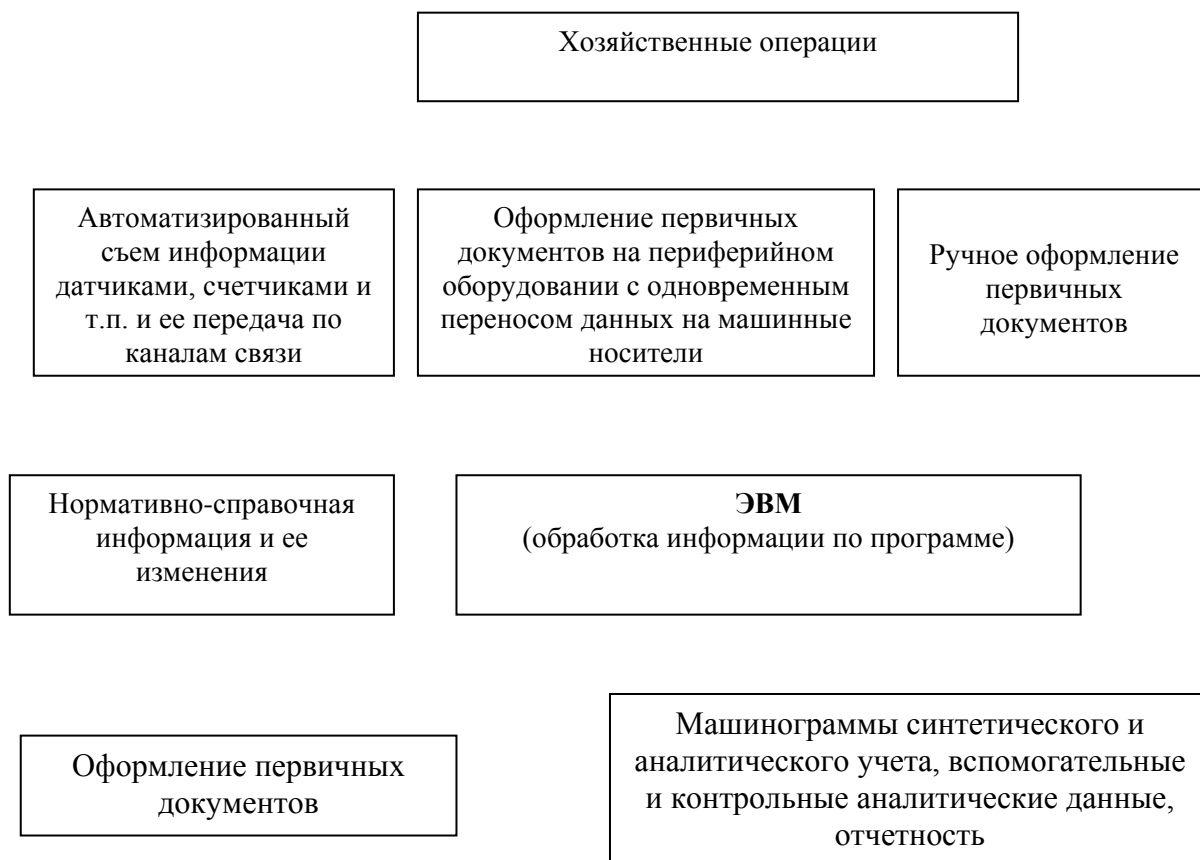 Хозяйственные операции
Автоматизированный
съем информации
датчиками, счетчиками и
т.п. и ее передача по
каналам связи
Оформление первичных
документов на периферийном
оборудовании с одновременным
переносом данных на машинные
носители
Ручное оформление
первичных
документов
Нормативно-справочная
информация и ее
изменения
ЭВМ
(обработка информации по программе)
Оформление первичных
документов
Машинограммы синтетического и
аналитического учета, вспомогательные
и контрольные аналитические данные,
отчетность